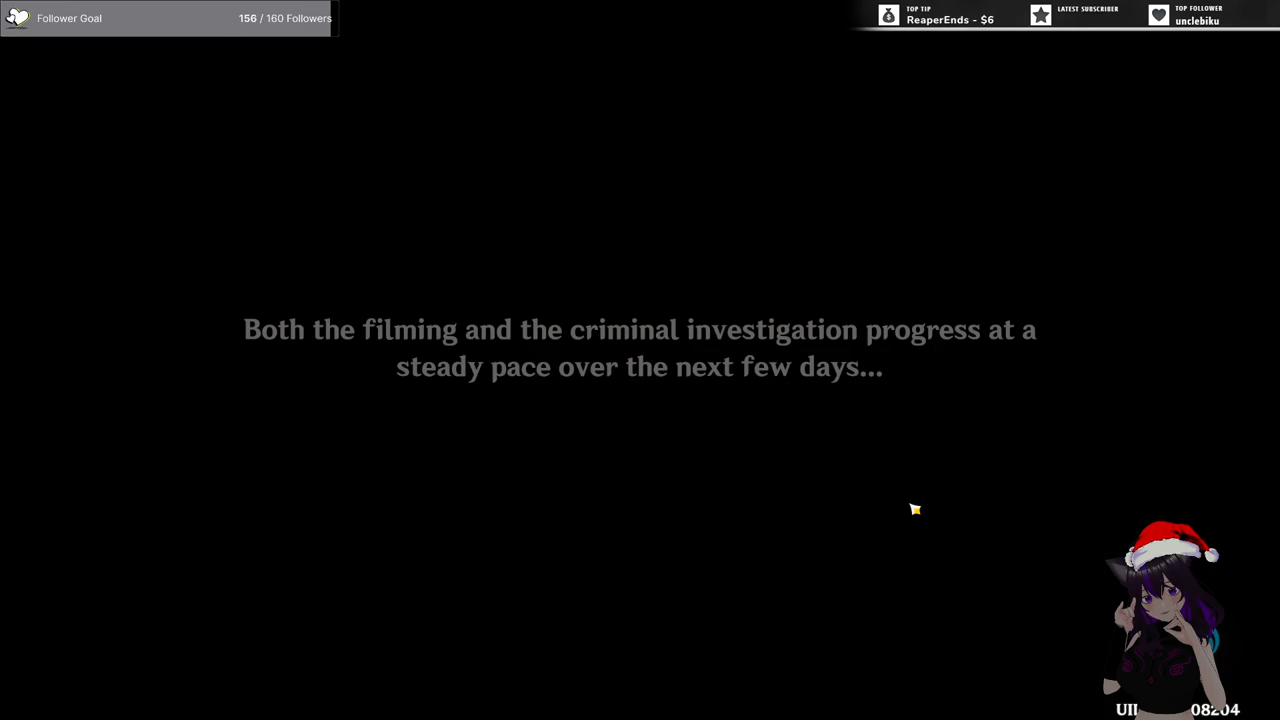 Follower Goal
156 / 160 Followers
TOP TIP
ReaperEnds - $6
LATEST SUBSCRIBER
TOP FOLLOWER
unclebiku
Both the filming and the criminal investigation progress at a
steady pace over the next few days...
08204